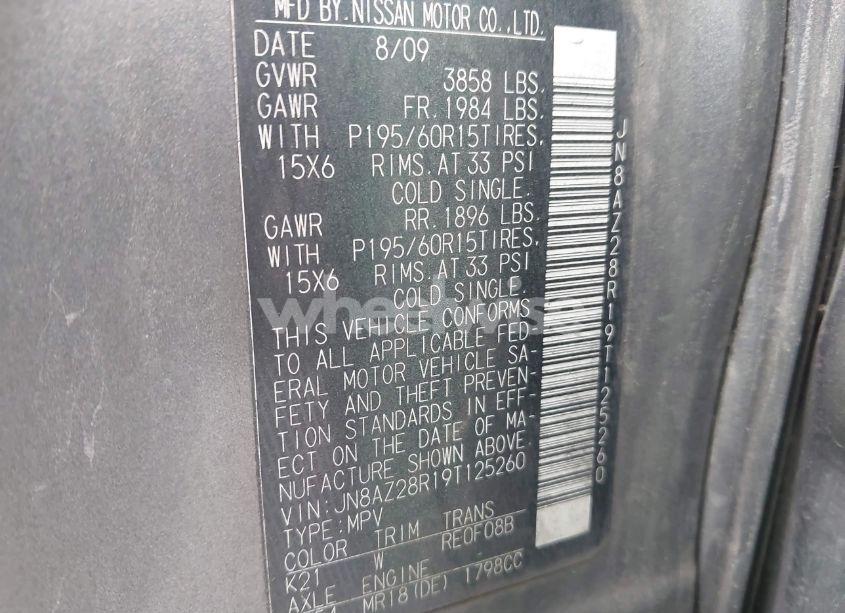 MFD BY.NISSAN MOTOR CO.,LTD.
DATE 8/09
GVWR 3858 LBS.
GAWR FR.1984 LBS.
WITH P195/60R15TIRES,
15X6 RIMS.AT 33 PSI
COLD SINGLE.
GAWR RR.1896 LBS.
WITH P195/60R15TIRES,
15X6 RIMS.AT 33 PSI
COLD SINGLE.
THIS VEHICLE CONFORMS
TO ALL APPLICABLE FED-
ERAL MOTOR VEHICLE SA-
FETY AND THEFT PREVEN-
TION STANDARDS IN EFF-
ECT ON THE DATE OF MA-
NUFACTURE SHOWN ABOVE.
VIN:JN8AZ28R19T125260
TYPE:MPV
COLOR TRIM TRANS
K21 W RE0F08B
AXLE ENGINE
MR18(DE) 1798CC
JN8AZ28R19T125260